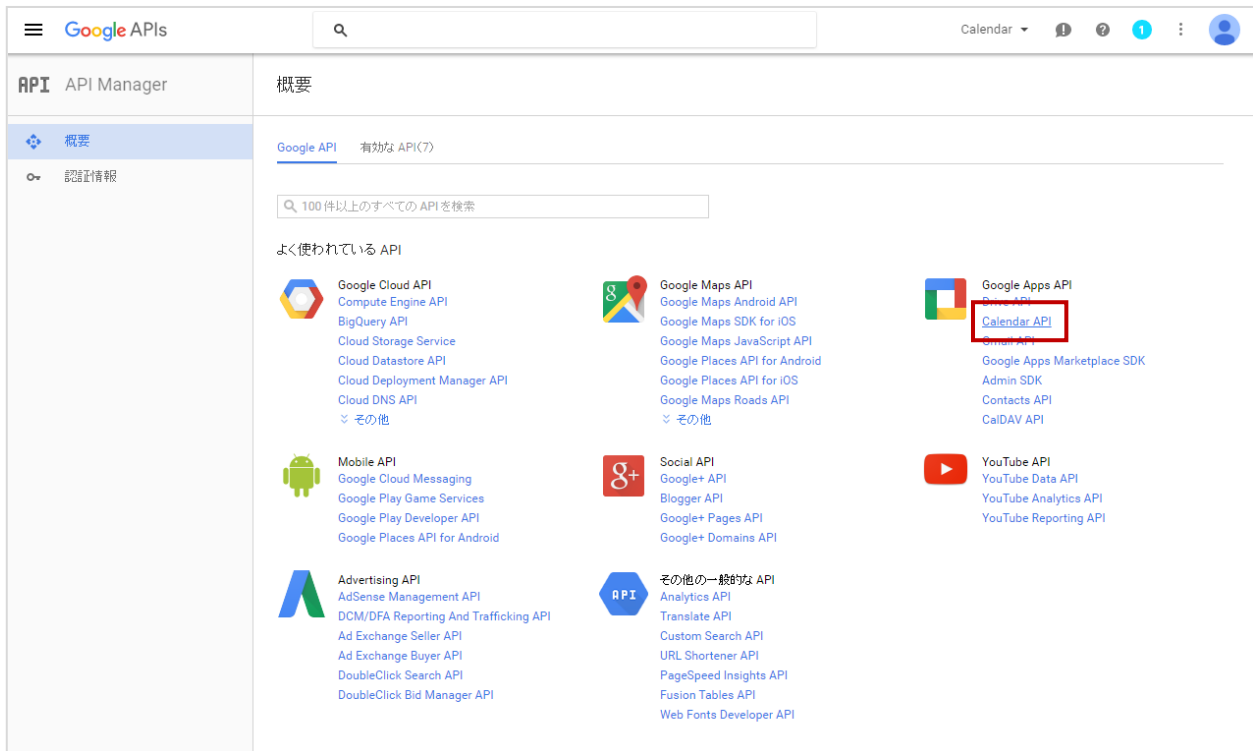 Google APIs
Calendar
1
API API Manager
概要
概要
認証情報
Google API 有効な API(7)
100 件以上のすべての API を検索
よく使われている API
Google Cloud API
Compute Engine API
BigQuery API
Cloud Storage Service
Cloud Datastore API
Cloud Deployment Manager API
Cloud DNS API
その他
Google Maps API
Google Maps Android API
Google Maps SDK for iOS
Google Maps JavaScript API
Google Places API for Android
Google Places API for iOS
Google Maps Roads API
その他
Google Apps API
Drive API
Calendar API
Gmail API
Google Apps Marketplace SDK
Admin SDK
Contacts API
CalDAV API
Mobile API
Google Cloud Messaging
Google Play Game Services
Google Play Developer API
Google Places API for Android
Social API
Google+ API
Blogger API
Google+ Pages API
Google+ Domains API
YouTube API
YouTube Data API
YouTube Analytics API
YouTube Reporting API
Advertising API
AdSense Management API
DCM/DFA Reporting And Trafficking API
Ad Exchange Seller API
Ad Exchange Buyer API
DoubleClick Search API
DoubleClick Bid Manager API
API
その他の一般的な API
Analytics API
Translate API
Custom Search API
URL Shortener API
PageSpeed Insights API
Fusion Tables API
Web Fonts Developer API